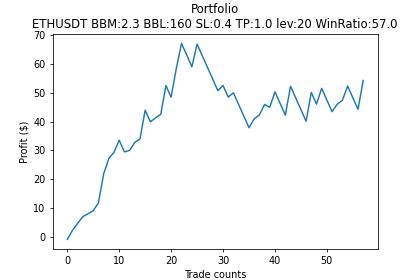 Portfolio
ETHUSDT BBM:2.3 BBL:160 SL:0.4 TP:1.0 lev:20 WinRatio:57.0
70
60
50
40
30
20
10
0
Profit ($)
0 10 20 30 40 50
Trade counts